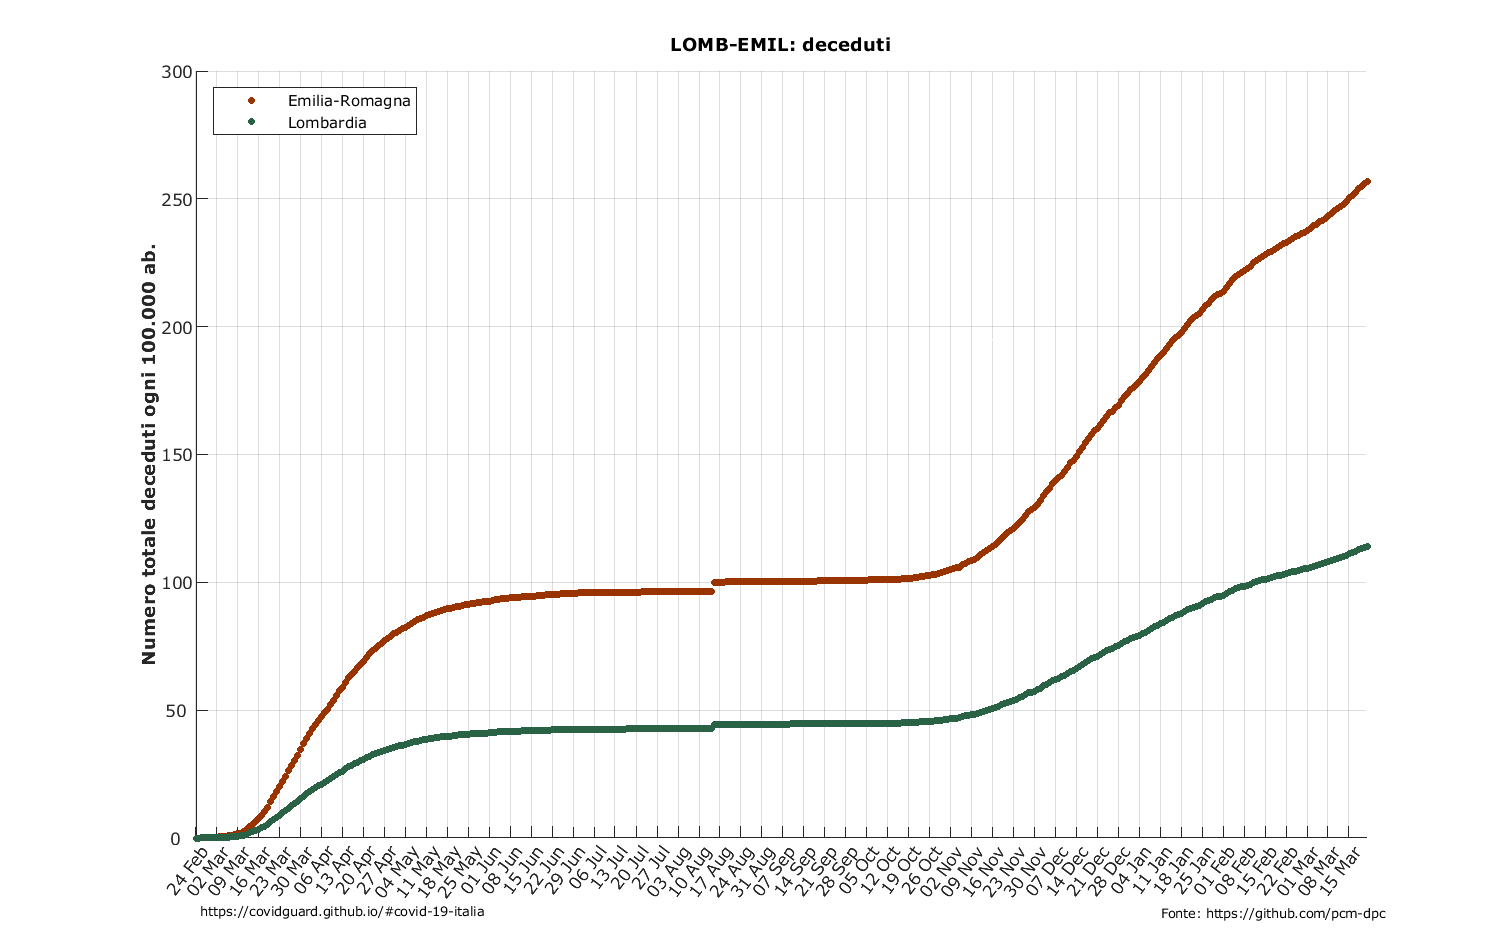 LOMB-EMIL: deceduti
Emilia-Romagna
Lombardia
Numero totale deceduti ogni 100.000 ab.
300
250
200
150
100
50
0
24 Feb
02 Mar
09 Mar
16 Mar
23 Mar
30 Mar
06 Apr
13 Apr
20 Apr
27 Apr
04 May
11 May
18 May
25 May
01 Jun
08 Jun
15 Jun
22 Jun
29 Jun
06 Jul
13 Jul
20 Jul
27 Jul
03 Aug
10 Aug
17 Aug
24 Aug
31 Aug
07 Sep
14 Sep
21 Sep
28 Sep
05 Oct
12 Oct
19 Oct
26 Oct
02 Nov
09 Nov
16 Nov
23 Nov
30 Nov
07 Dec
14 Dec
21 Dec
28 Dec
04 Jan
11 Jan
18 Jan
25 Jan
01 Feb
08 Feb
15 Feb
22 Feb
01 Mar
08 Mar
15 Mar
https://covidguard.github.io/#covid-19-italia
Fonte: https://github.com/pcm-dpc